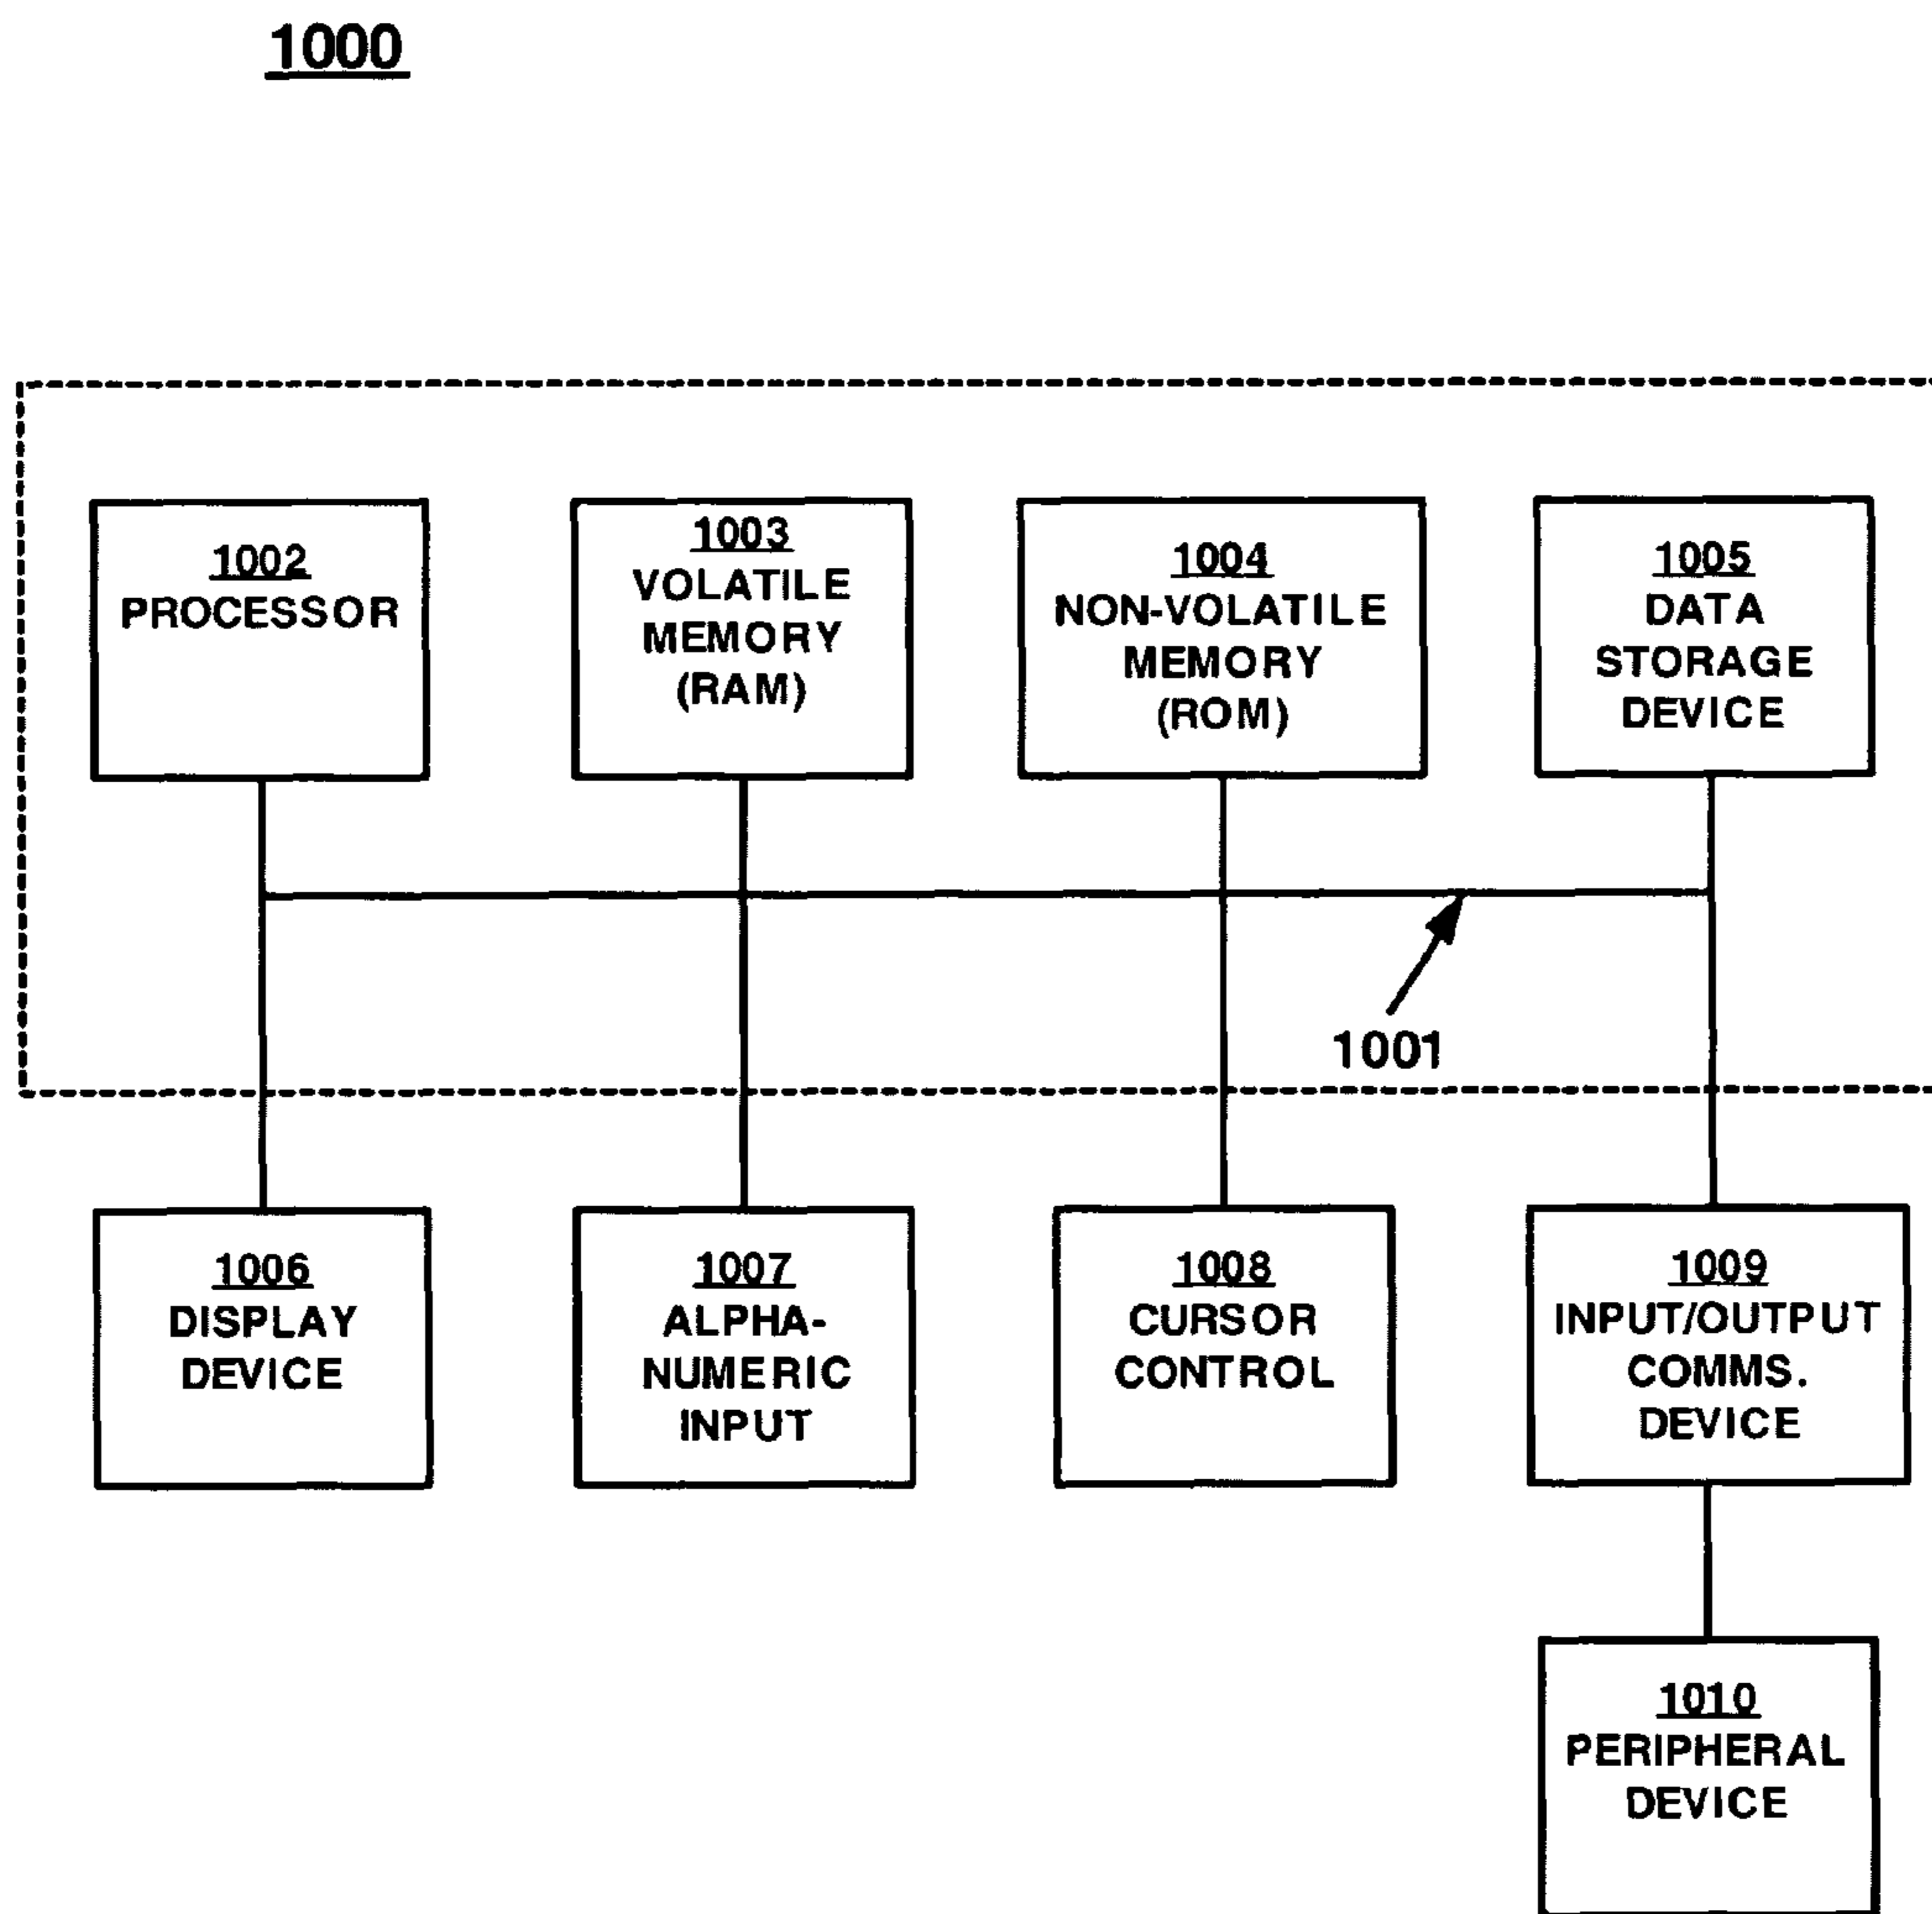 1000
1002
PROCESSOR
1003
VOLATILE
MEMORY
(RAM)
1004
NON-VOLATILE
MEMORY
(ROM)
1005
DATA
STORAGE
DEVICE
1001
1006
DISPLAY
DEVICE
1007
ALPHA-
NUMERIC
INPUT
1008
CURSOR
CONTROL
1009
INPUT/OUTPUT
COMMS.
DEVICE
1010
PERIPHERAL
DEVICE